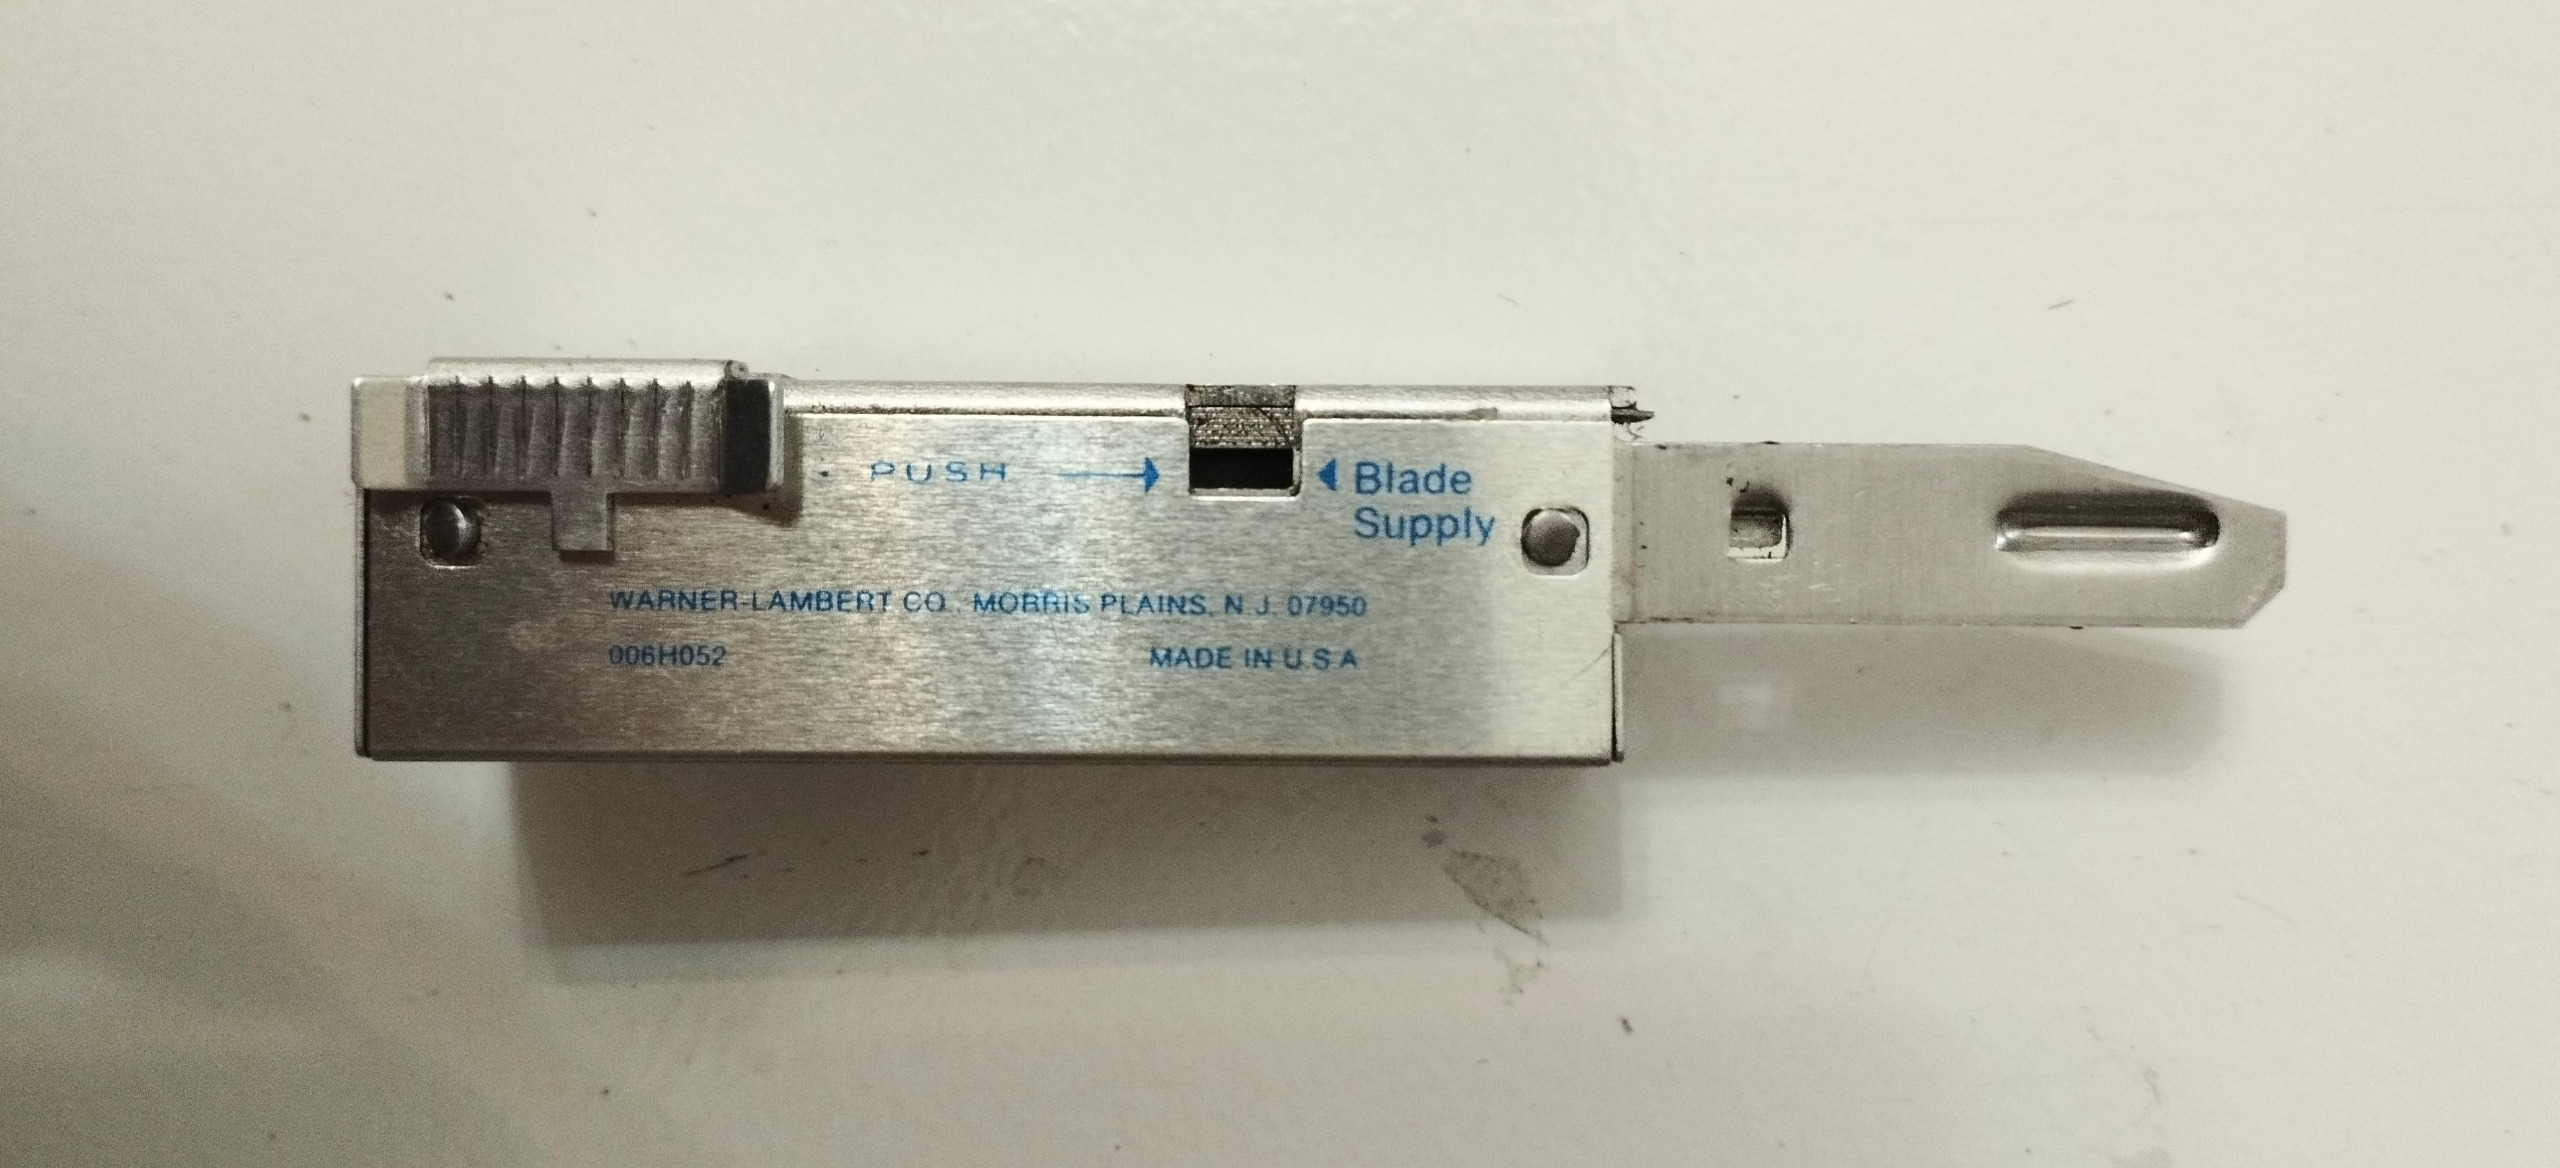 PUSH
Blade
Supply
WARNER-LAMBERT CO. MORRIS PLAINS, N.J. 07950
006H052 MADE IN U.S.A